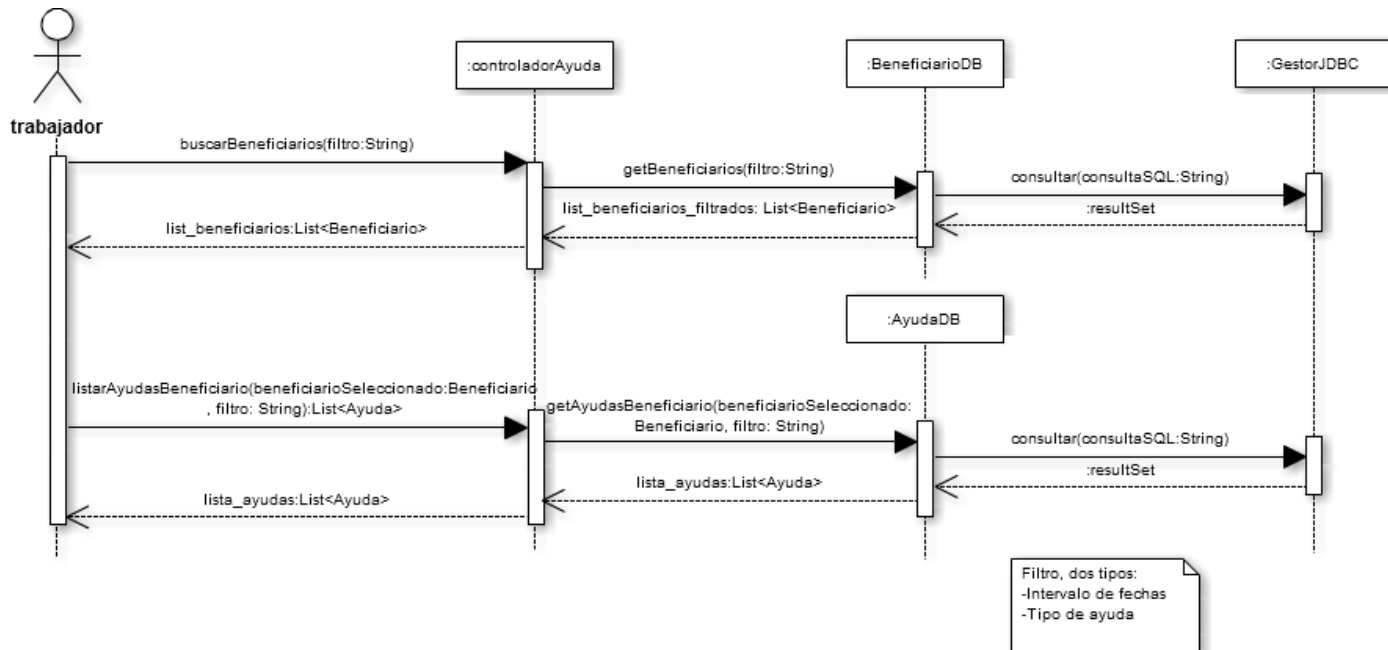 :controladorAyuda
:BeneficiarioDB
:GestorJDBC
trabajador
buscarBeneficiarios(filtro:String)
getBeneficiarios(filtro:String)
consultar(consultaSQL:String)
list_beneficiarios_filtrados: List<Beneficiario>
:resultSet
list_beneficiarios:List<Beneficiario>
:AyudaDB
listarAyudasBeneficiario(beneficiarioSeleccionado:Beneficiario
, filtro: String):List<Ayuda>
getAyudasBeneficiario(beneficiarioSeleccionado:
Beneficiario, filtro: String)
consultar(consultaSQL:String)
:resultSet
lista_ayudas:List<Ayuda>
lista_ayudas:List<Ayuda>
Filtro, dos tipos:
-Intervalo de fechas
-Tipo de ayuda